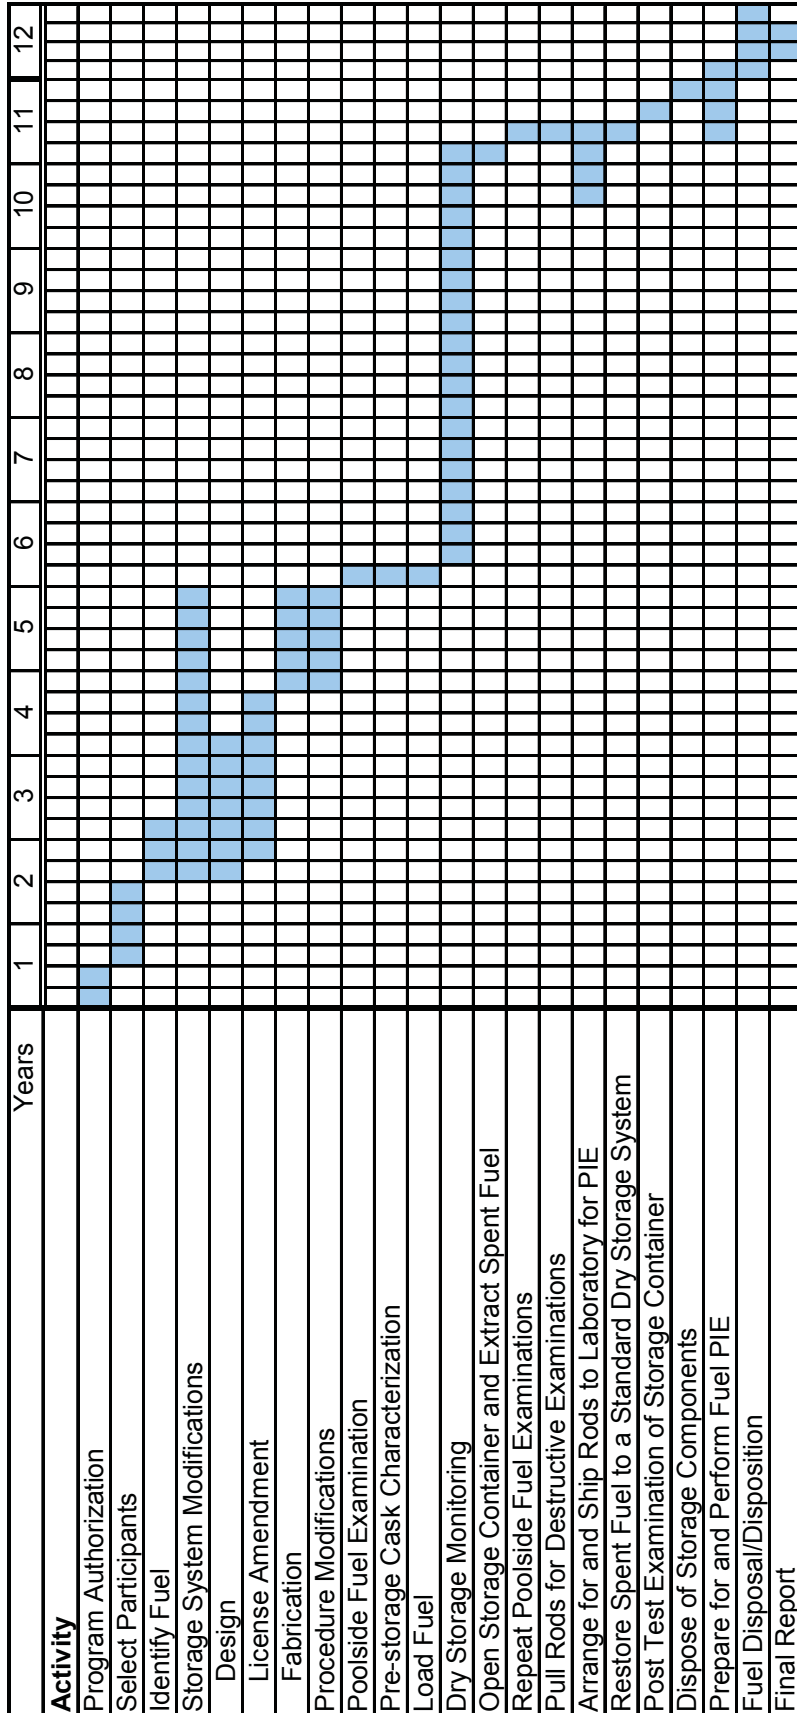 Years 1 2 3 4 5 6 7 8 9 10 11 12
Activity
Program Authorization
Select Participants
Identify Fuel
Storage System Modifications
Design
License Amendment
Fabrication
Procedure Modifications
Poolside Fuel Examination
Pre-storage Cask Characterization
Load Fuel
Dry Storage Monitoring
Open Storage Container and Extract Spent Fuel
Repeat Poolside Fuel Examinations
Pull Rods for Destructive Examinations
Arrange for and Ship Rods to Laboratory for PIE
Restore Spent Fuel to a Standard Dry Storage System
Post Test Examination of Storage Container
Dispose of Storage Components
Prepare for and Perform Fuel PIE
Fuel Disposal/Disposition
Final Report